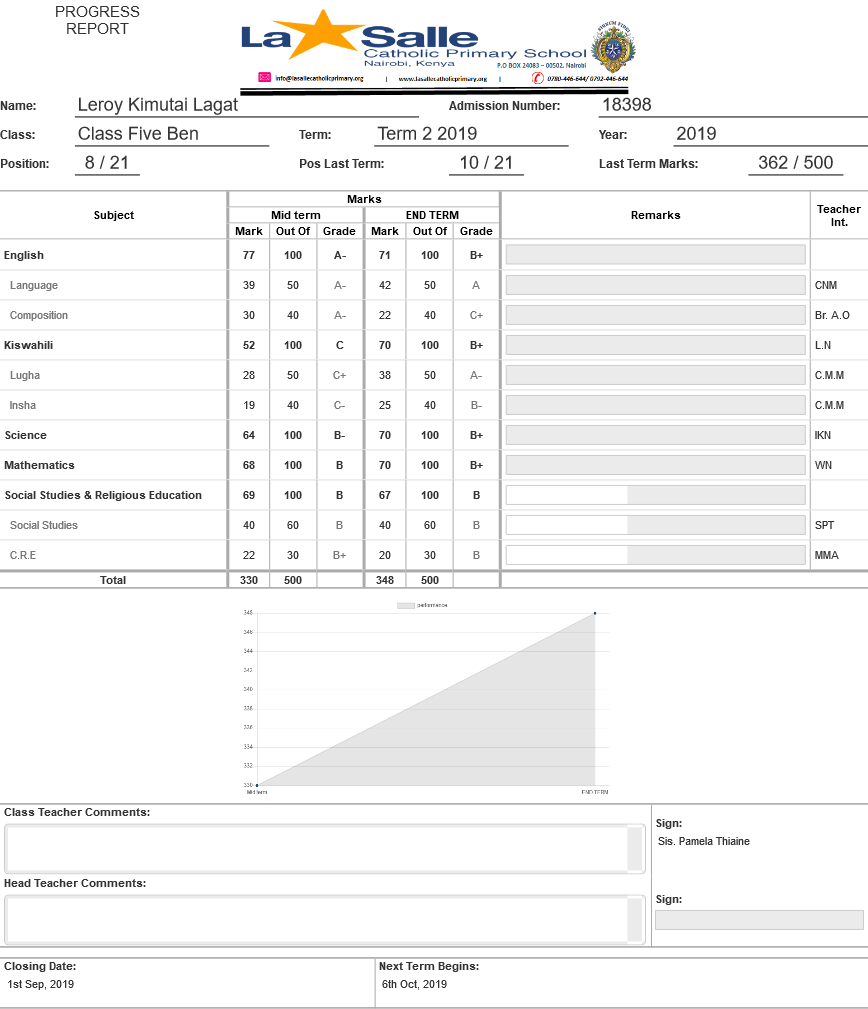 PROGRESS
REPORT
La Salle
Catholic Primary School
Nairobi, Kenya
P.O BOX 24083 – 00502, Nairobi
info@lasallecatholicprimary.org | www.lasallecatholicprimary.org | 0780-446-644/ 0792-446-644
Name: Leroy Kimutai Lagat Admission Number: 18398
Class: Class Five Ben Term: Term 2 2019 Year: 2019
Position: 8 / 21 Pos Last Term: 10 / 21 Last Term Marks: 362 / 500
Marks
Subject Mid term END TERM Remarks Teacher Int.
Mark Out Of Grade Mark Out Of Grade
English 77 100 A- 71 100 B+
Language 39 50 A- 42 50 A CNM
Composition 30 40 A- 22 40 C+ Br. A.O
Kiswahili 52 100 C 70 100 B+ L.N
Lugha 28 50 C+ 38 50 A- C.M.M
Insha 19 40 C- 25 40 B- C.M.M
Science 64 100 B- 70 100 B+ IKN
Mathematics 68 100 B 70 100 B+ WN
Social Studies & Religious Education 69 100 B 67 100 B
Social Studies 40 60 B 40 60 B SPT
C.R.E 22 30 B+ 20 30 B MMA
Total 330 500 348 500
performance
348
346
344
342
340
338
336
334
332
330
Mid term END TERM
Class Teacher Comments:
Sign:
Sis. Pamela Thiaine
Head Teacher Comments:
Sign:
Closing Date: Next Term Begins:
1st Sep, 2019 6th Oct, 2019